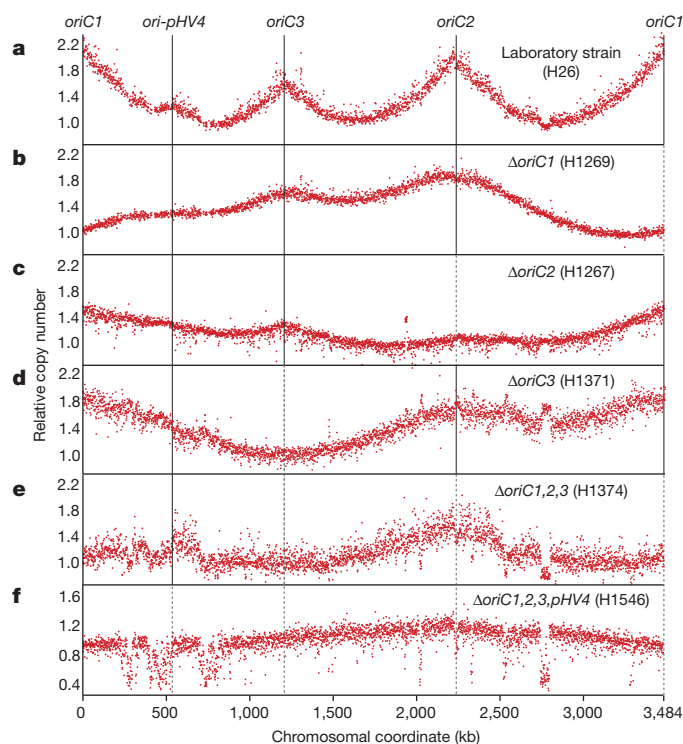 oriC1 ori-pHV4 oriC3 oriC2 oriC1
a
2.2
1.8
1.4
1.0
Laboratory strain
(H26)
b
2.2
1.8
1.4
1.0
ΔoriC1 (H1269)
c
2.2
1.8
1.4
1.0
ΔoriC2 (H1267)
d
2.2
1.8
1.4
1.0
ΔoriC3 (H1371)
e
2.2
1.8
1.4
1.0
ΔoriC1,2,3 (H1374)
f
1.6
1.2
0.8
0.4
ΔoriC1,2,3,pHV4 (H1546)
Relative copy number
0 500 1,000 1,500 2,000 2,500 3,000 3,484
Chromosomal coordinate (kb)